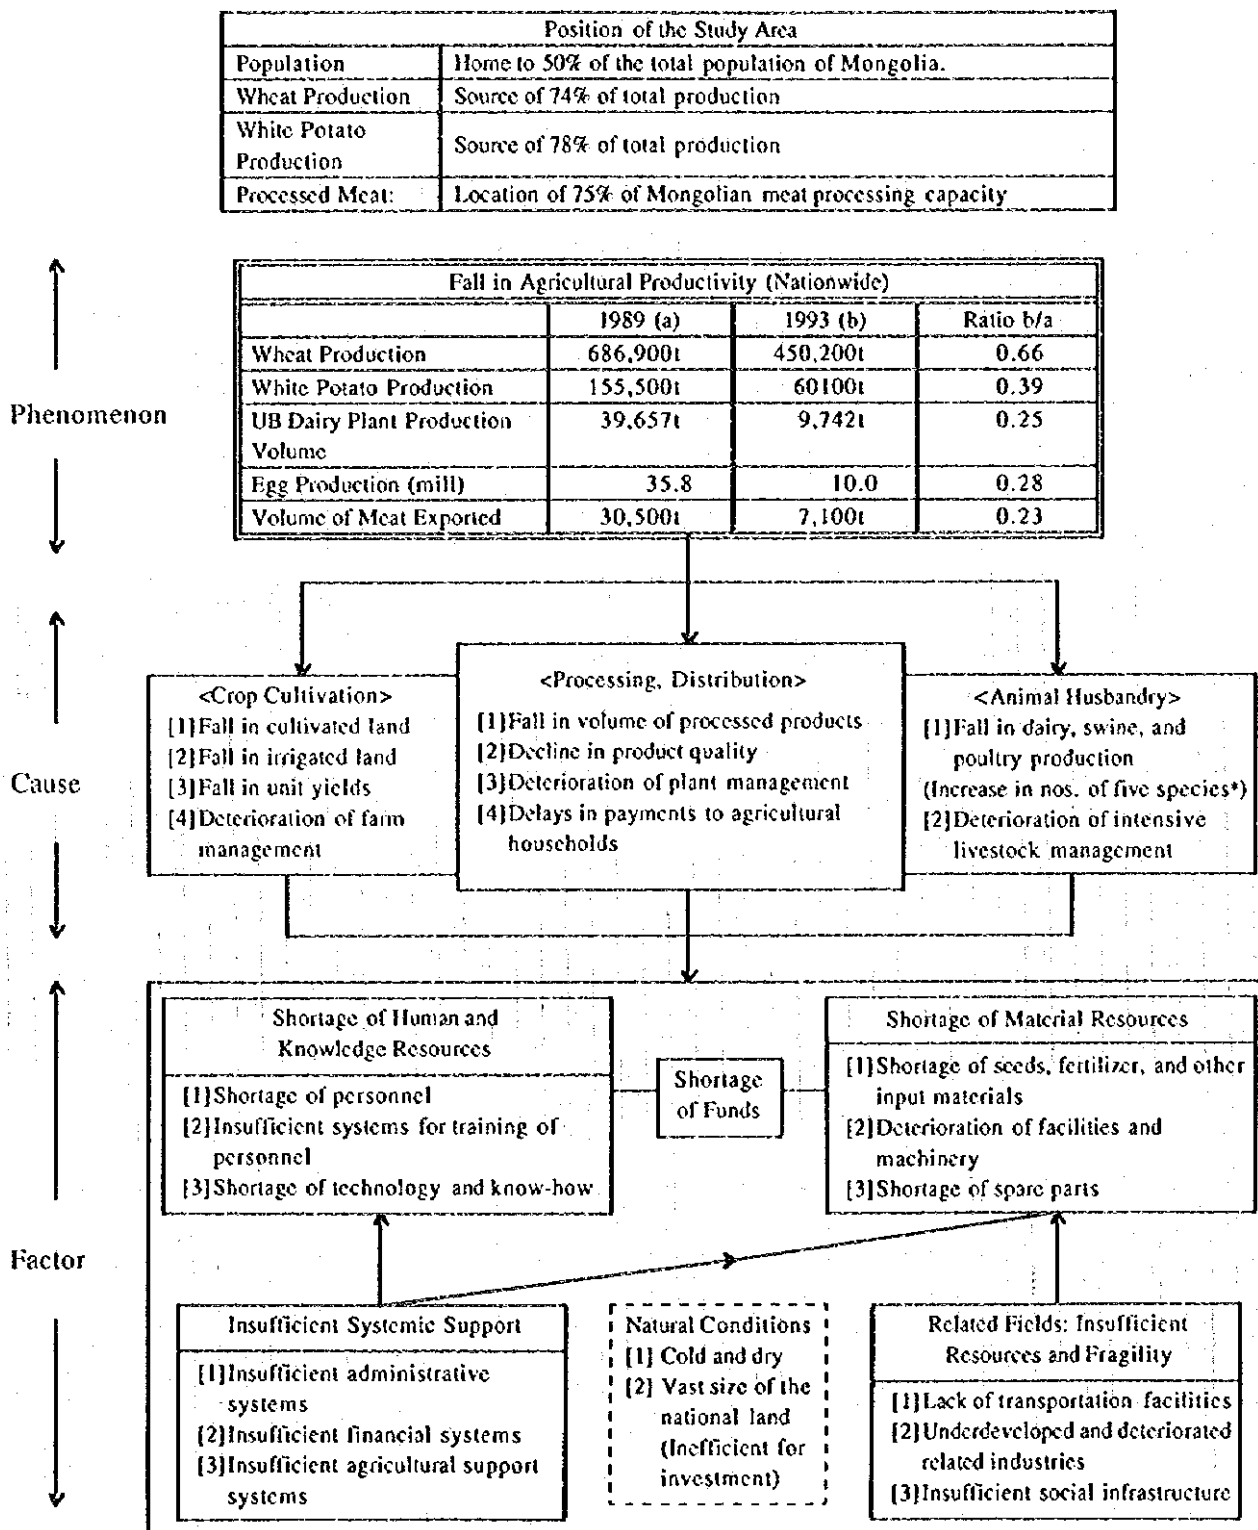 Position of the Study Area
Population Home to 50% of the total population of Mongolia.
Wheat Production Source of 74% of total production
White Potato
Production
Source of 78% of total production
Processed Meat: Location of 75% of Mongolian meat processing capacity
Phenomenon
Fall in Agricultural Productivity (Nationwide)
1989 (a) 1993 (b) Ratio b/a
Wheat Production 686,900t 450,200t 0.66
White Potato Production 155,500t 60100t 0.39
UB Dairy Plant Production 39,657t 9,742t 0.25
Volume
Egg Production (mill) 35.8 10.0 0.28
Volume of Meat Exported 30,500t 7,100t 0.23
Cause
<Crop Cultivation>
[1]Fall in cultivated land
[2]Fall in irrigated land
[3]Fall in unit yields
[4]Deterioration of farm
management
<Processing, Distribution>
[1]Fall in volume of processed products
[2]Decline in product quality
[3]Deterioration of plant management
[4]Delays in payments to agricultural
households
<Animal Husbandry>
[1]Fall in dairy, swine, and
poultry production
(Increase in nos. of five species*)
[2]Deterioration of intensive
livestock management
Factor
Shortage of Human and
Knowledge Resources
[1]Shortage of personnel
[2]Insufficient systems for training of
personnel
[3]Shortage of technology and know-how
Shortage
of Funds
Shortage of Material Resources
[1]Shortage of seeds, fertilizer, and other
input materials
[2]Deterioration of facilities and
machinery
[3]Shortage of spare parts
Insufficient Systemic Support
[1]Insufficient administrative
systems
[2]Insufficient financial systems
[3]Insufficient agricultural support
systems
Natural Conditions
[1] Cold and dry
[2] Vast size of the
national land
(Inefficient for
investment)
Related Fields: Insufficient
Resources and Fragility
[1]Lack of transportation facilities
[2]Underdeveloped and deteriorated
related industries
[3]Insufficient social infrastructure